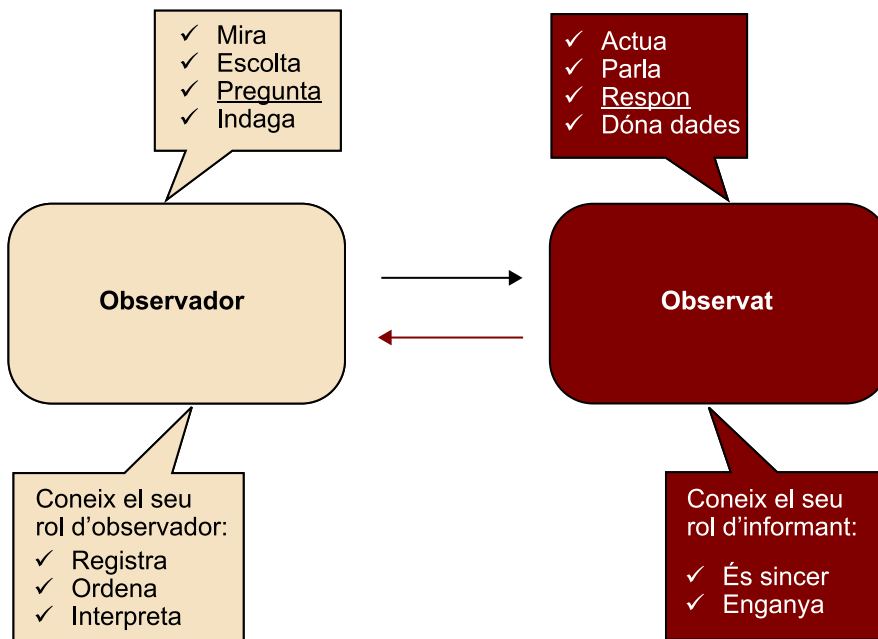 ✓ Mira
✓ Escolta
✓ Pregunta
✓ Indaga
✓ Actua
✓ Parla
✓ Respon
✓ Dóna dades
Observador
Observat
Coneix el seu
rol d’observador:
✓ Registra
✓ Ordena
✓ Interpreta
Coneix el seu
rol d’informant:
✓ És sincer
✓ Enganya